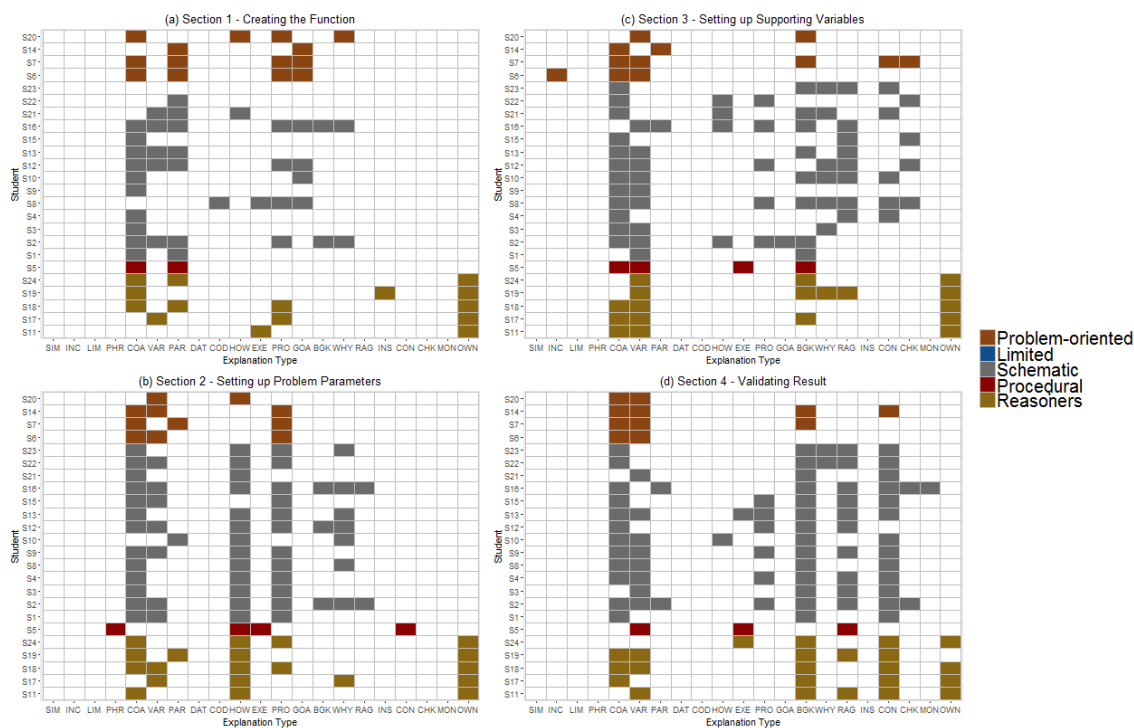 (a) Section 1 - Creating the Function
Student
S20
S14
S7
S6
S23
S22
S21
S16
S15
S13
S12
S10
S9
S8
S4
S3
S2
S1
S5
S24
S19
S18
S17
S11
SIM INC LIM PHR COA VAR PAR DAT COD HOW EXE PRO GOA BGK WHY RAG INS CON CHK MON OWN
Explanation Type
(b) Section 2 - Setting up Problem Parameters
Student
S20
S14
S7
S6
S23
S22
S21
S16
S15
S13
S12
S10
S9
S8
S4
S3
S2
S1
S5
S24
S19
S18
S17
S11
SIM INC LIM PHR COA VAR PAR DAT COD HOW EXE PRO GOA BGK WHY RAG INS CON CHK MON OWN
Explanation Type
(c) Section 3 - Setting up Supporting Variables
Student
S20
S14
S7
S6
S23
S22
S21
S16
S15
S13
S12
S10
S9
S8
S4
S3
S2
S1
S5
S24
S19
S18
S17
S11
SIM INC LIM PHR COA VAR PAR DAT COD HOW EXE PRO GOA BGK WHY RAG INS CON CHK MON OWN
Explanation Type
(d) Section 4 - Validating Result
Student
S20
S14
S7
S6
S23
S22
S21
S16
S15
S13
S12
S10
S9
S8
S4
S3
S2
S1
S5
S24
S19
S18
S17
S11
SIM INC LIM PHR COA VAR PAR DAT COD HOW EXE PRO GOA BGK WHY RAG INS CON CHK MON OWN
Explanation Type
Problem-oriented
Limited
Schematic
Procedural
Reasoners